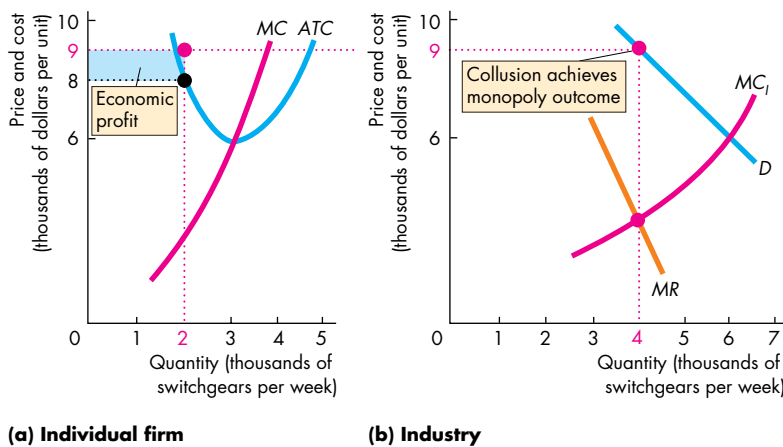 Price and cost
(thousands of dollars per unit)
10
9
8
6
0
MC
ATC
Economic
profit
1
2
3
4
5
Quantity (thousands of
switchgears per week)
(a) Individual firm
Price and cost
(thousands of dollars per unit)
10
9
6
0
Collusion achieves
monopoly outcome
MCI
D
MR
1
2
3
4
5
6
7
Quantity (thousands of
switchgears per week)
(b) Industry